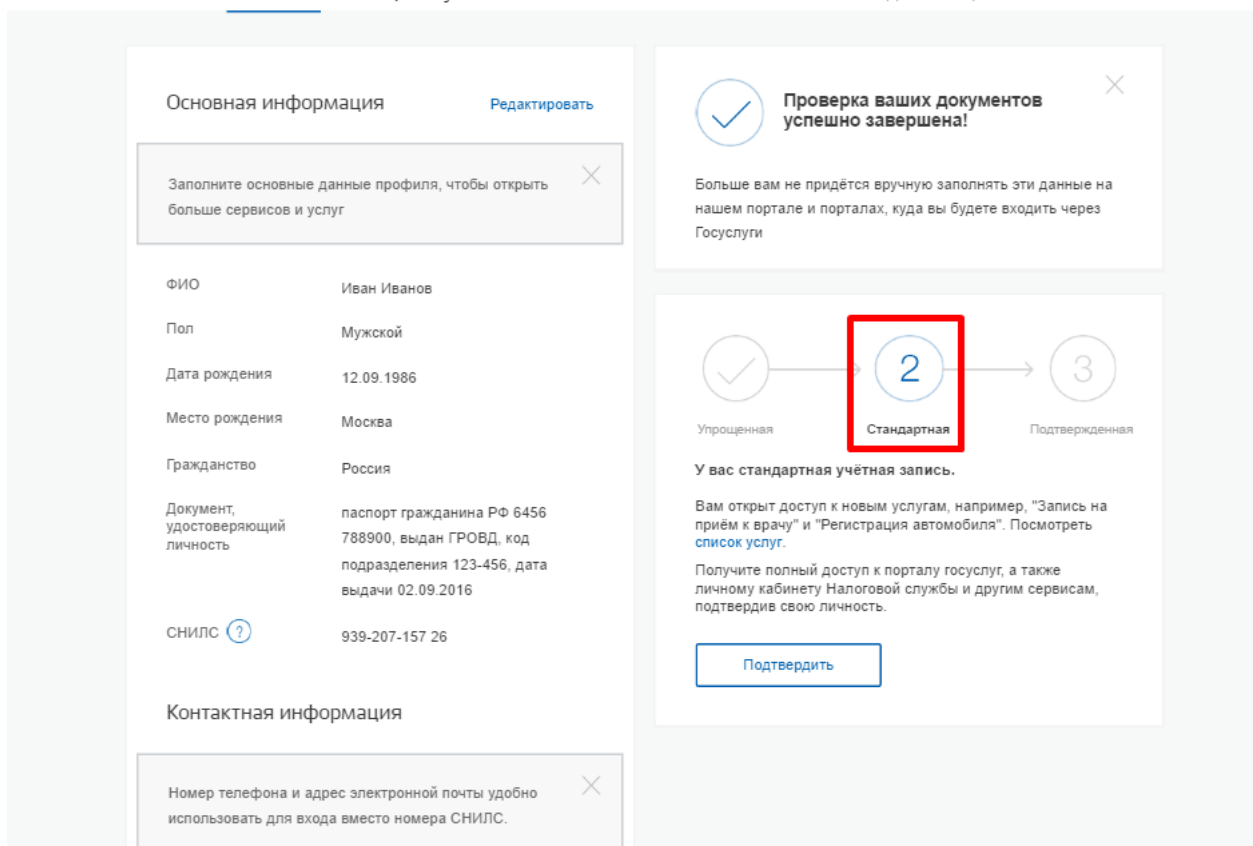 Основная информация
Редактировать
Заполните основные данные профиля, чтобы открыть
больше сервисов и услуг
ФИО
Иван Иванов
Пол
Мужской
Дата рождения
12.09.1986
Место рождения
Москва
Гражданство
Россия
Документ,
удостоверяющий
личность
паспорт гражданина РФ 6456
788900, выдан ГРОВД, код
подразделения 123-456, дата
выдачи 02.09.2016
СНИЛС ?
939-207-157 26
Контактная информация
Номер телефона и адрес электронной почты удобно
использовать для входа вместо номера СНИЛС.
Проверка ваших документов
успешно завершена!
Больше вам не придётся вручную заполнять эти данные на
нашем портале и порталах, куда вы будете входить через
Госуслуги
2
3
Упрощенная
Стандартная
Подтвержденная
У вас стандартная учётная запись.
Вам открыт доступ к новым услугам, например, "Запись на
приём к врачу" и "Регистрация автомобиля". Посмотреть
список услуг.
Получите полный доступ к порталу госуслуг, а также
личному кабинету Налоговой службы и другим сервисам,
подтвердив свою личность.
Подтвердить